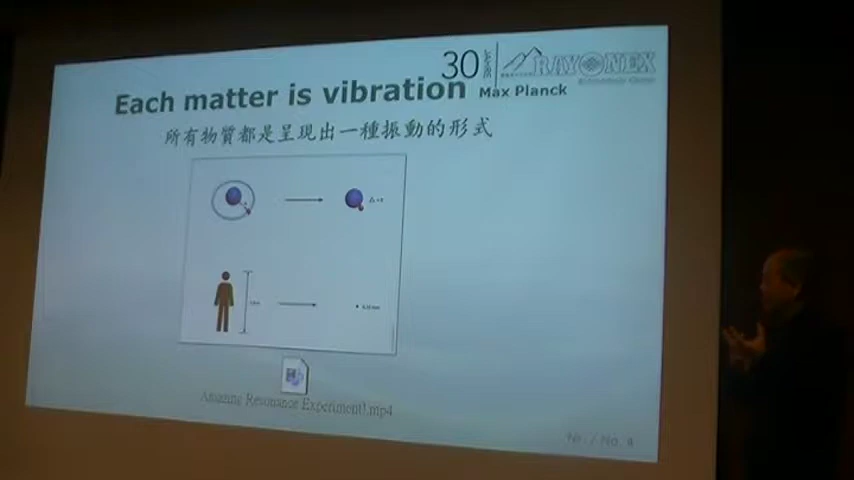 30
RAYONEX
Each matter is vibration Max Planck
所有物質都是呈現出一種振動的形式
Amazing Resonance Experiment!.mp4
Nr. / No. 4